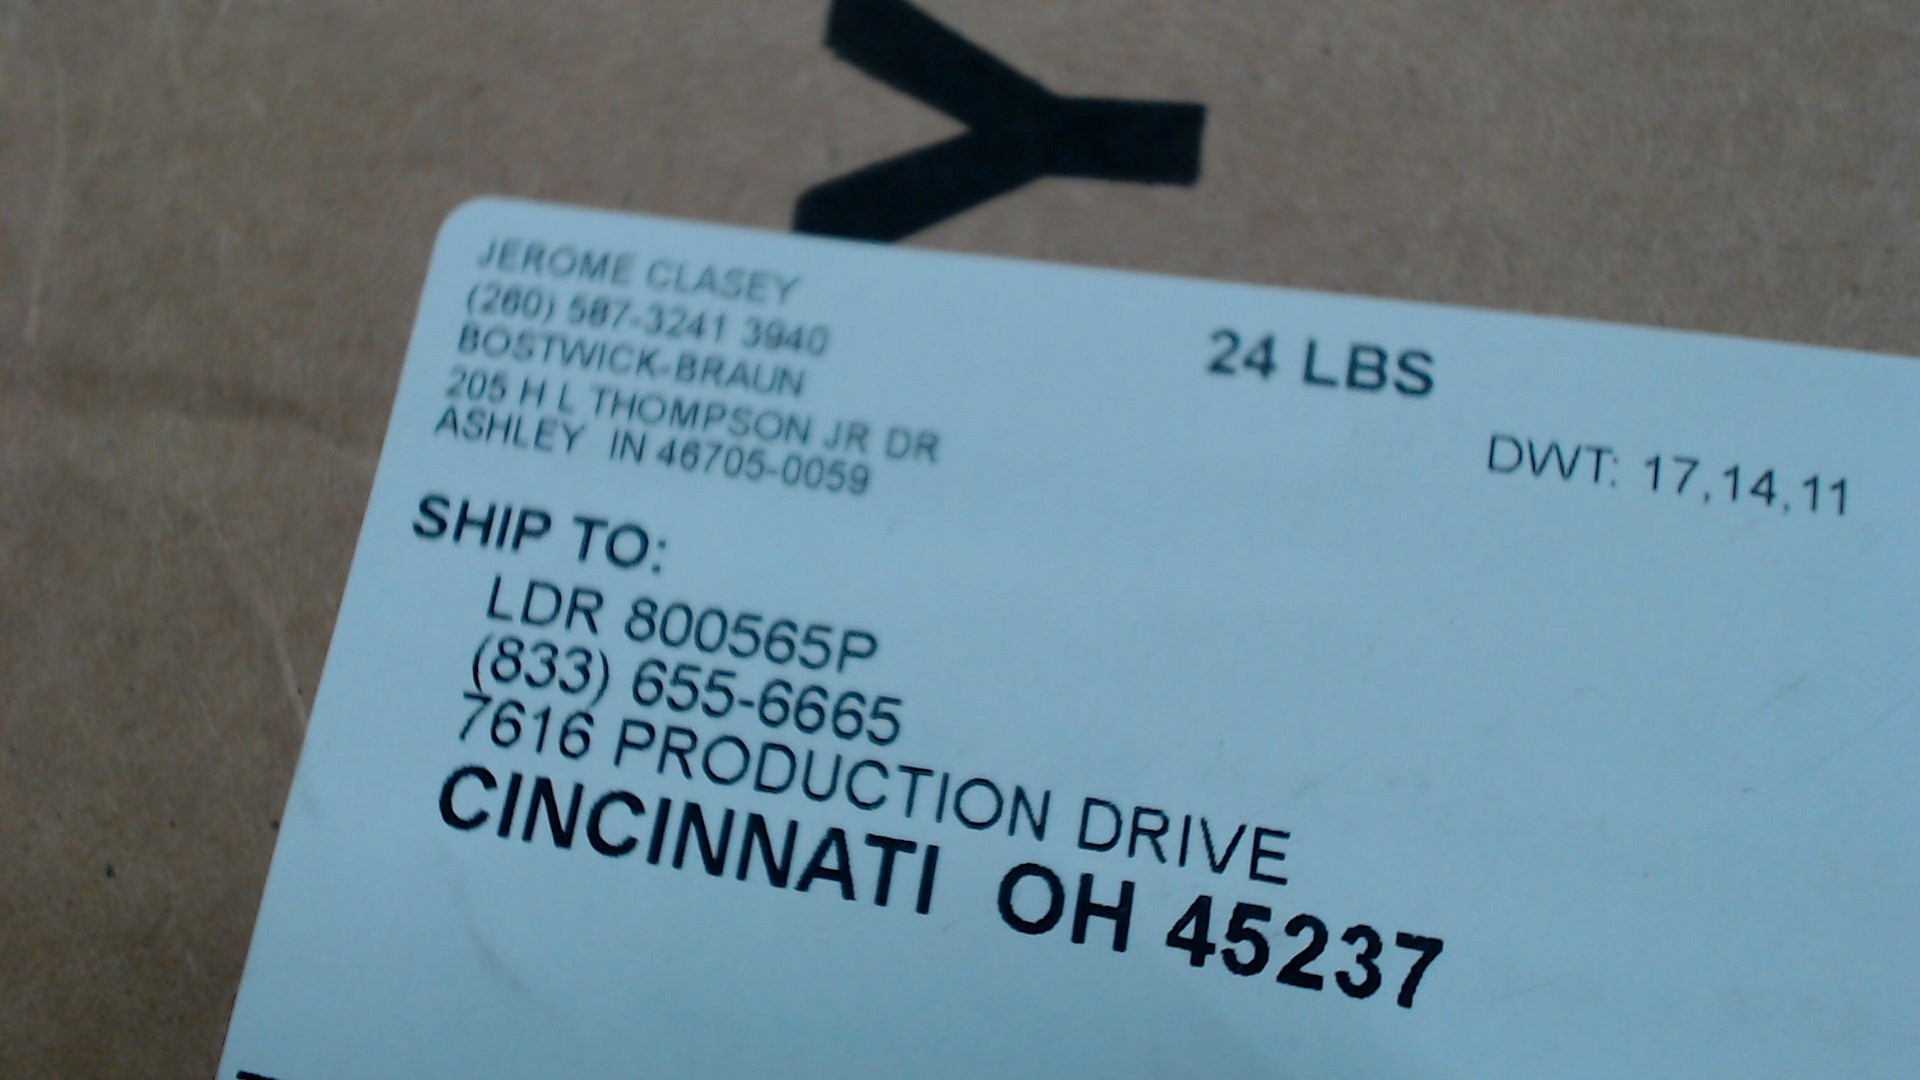 Y
JEROME CLASEY
(260) 587-3241 3940
BOSTWICK-BRAUN
205 H L THOMPSON JR DR
ASHLEY IN 46705-0059
24 LBS
DWT: 17,14,11
SHIP TO:
LDR 800565P
(833) 655-6665
7616 PRODUCTION DRIVE
CINCINNATI OH 45237